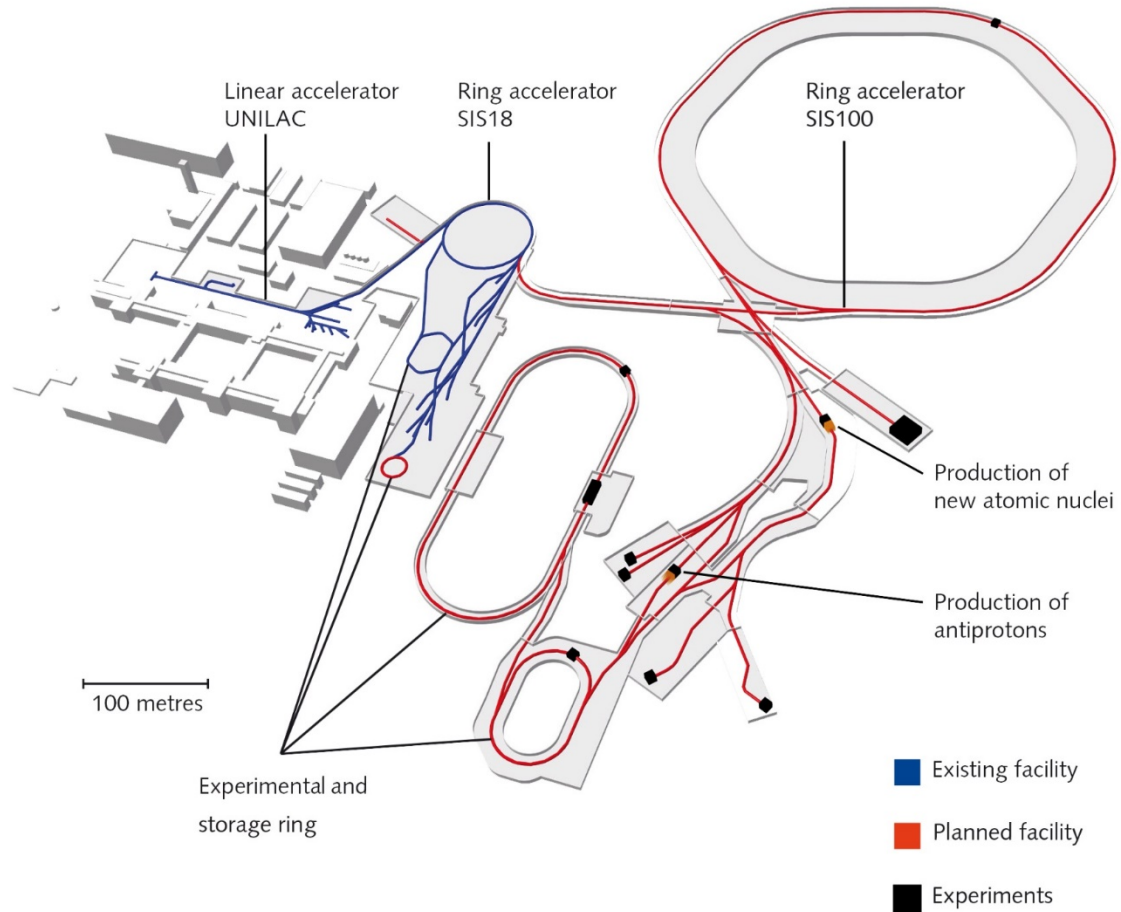 Linear accelerator
UNILAC
Ring accelerator
SIS18
Ring accelerator
SIS100
Production of
new atomic nuclei
Production of
antiprotons
100 metres
Experimental and
storage ring
Existing facility
Planned facility
Experiments